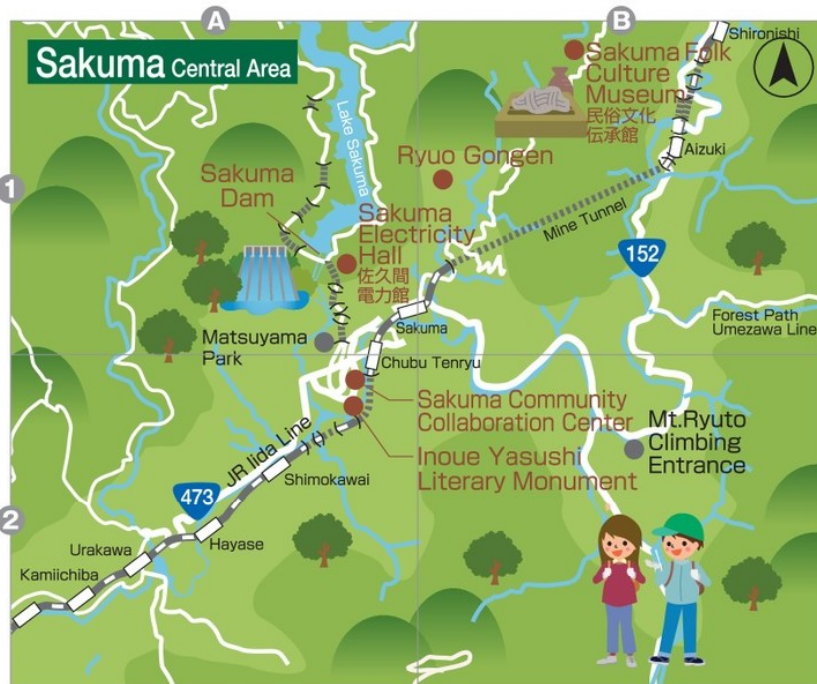 A
B
Sakuma Central Area
Shironishi
Sakuma Folk
Culture
Museum
民俗文化
伝承館
Lake Sakuma
Aizuki
Ryuo Gongen
1
Sakuma
Dam
Mine Tunnel
Sakuma
Electricity
Hall
佐久間
電力館
152
Forest Path
Umezawa Line
Sakuma
Matsuyama
Park
Chubu Tenryu
Sakuma Community
Collaboration Center
Mt.Ryuto
Climbing
Entrance
JR Iida Line
Inoue Yasushi
Literary Monument
Shimokawai
473
2
Hayase
Urakawa
Kamiichiba